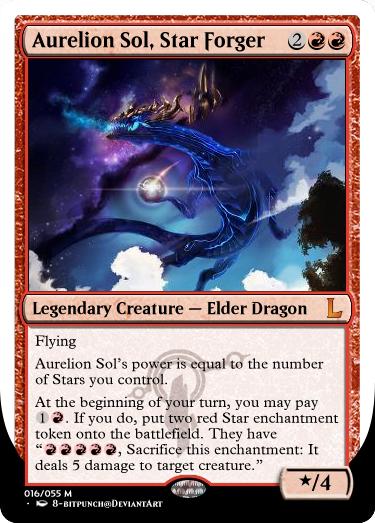 Aurelion Sol, Star Forger 2
Legendary Creature — Elder Dragon L
Flying
Aurelion Sol's power is equal to the number
of Stars you control.
At the beginning of your turn, you may pay
1. If you do, put two red Star enchantment
token onto the battlefield. They have
“, Sacrifice this enchantment: It
deals 5 damage to target creature.”
*/4
016/055 M
· 8-bitpunch@DeviantArt